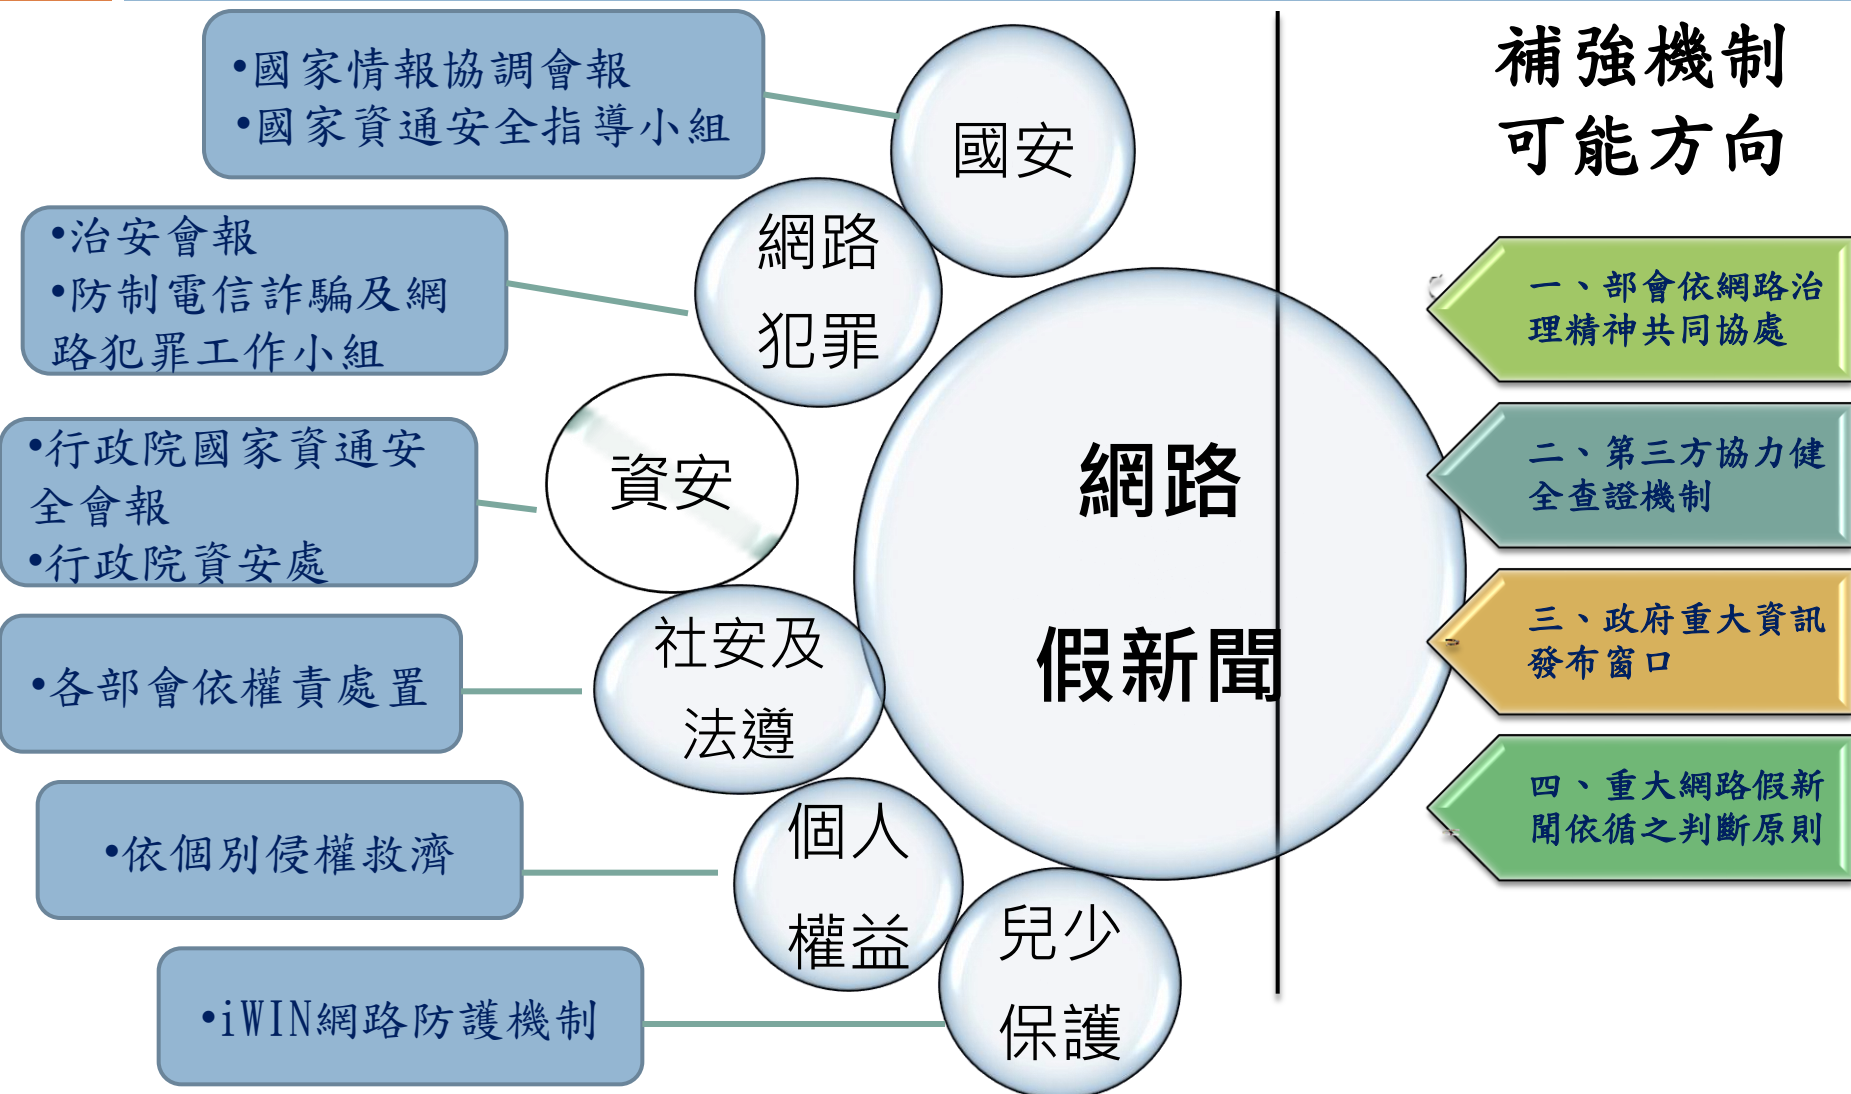 •國家情報協調會報
•國家資通安全指導小組
國安
•治安會報
•防制電信詐騙及網
路犯罪工作小組
網路
犯罪
•行政院國家資通安
全會報
•行政院資安處
資安
•各部會依權責處置
社安及
法遵
•依個別侵權救濟
個人
權益
•iWIN網路防護機制
兒少
保護
網路
假新聞
補強機制
可能方向
一、部會依網路治
理精神共同協處
二、第三方協力健
全查證機制
三、政府重大資訊
發布窗口
四、重大網路假新
聞依循之判斷原則